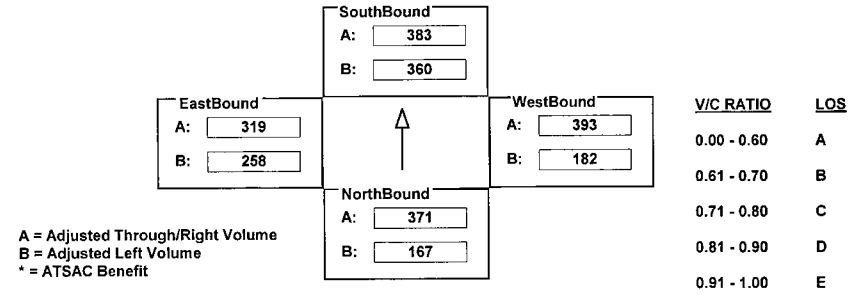 SouthBound
A: 383
B: 360
EastBound
A: 319
B: 258
WestBound
A: 393
B: 182
NorthBound
A: 371
B: 167
A = Adjusted Through/Right Volume
B = Adjusted Left Volume
* = ATSAC Benefit
V/C RATIO LOS
0.00 - 0.60 A
0.61 - 0.70 B
0.71 - 0.80 C
0.81 - 0.90 D
0.91 - 1.00 E